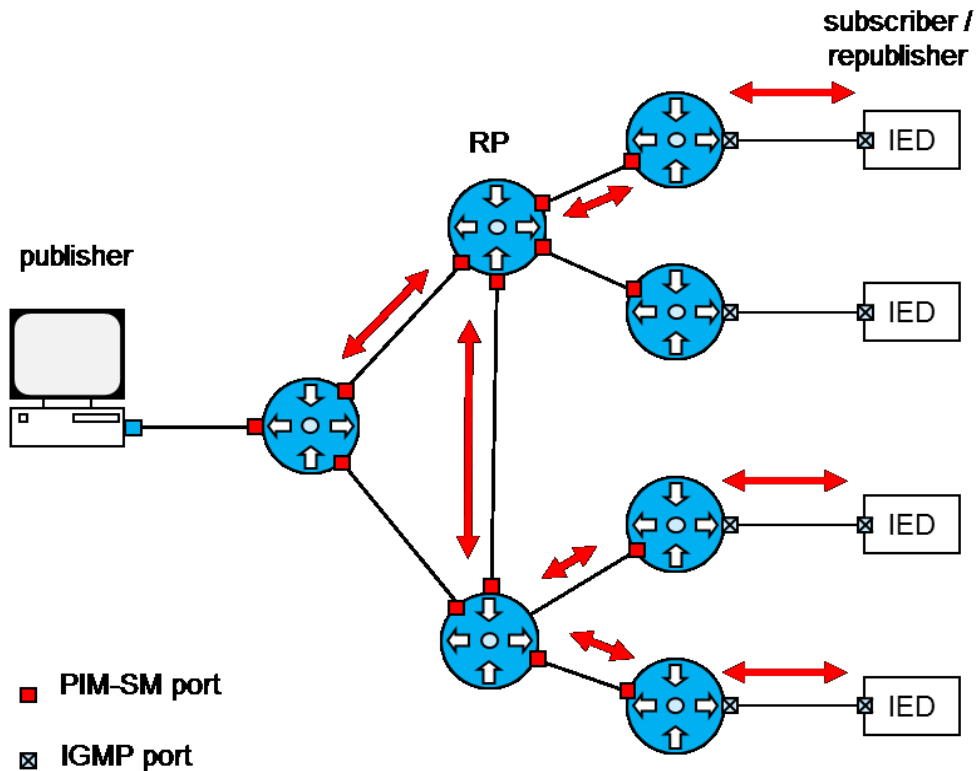 subscriber /
republisher
RP
IED
publisher
IED
IED
PIM-SM port
IED
IGMP port